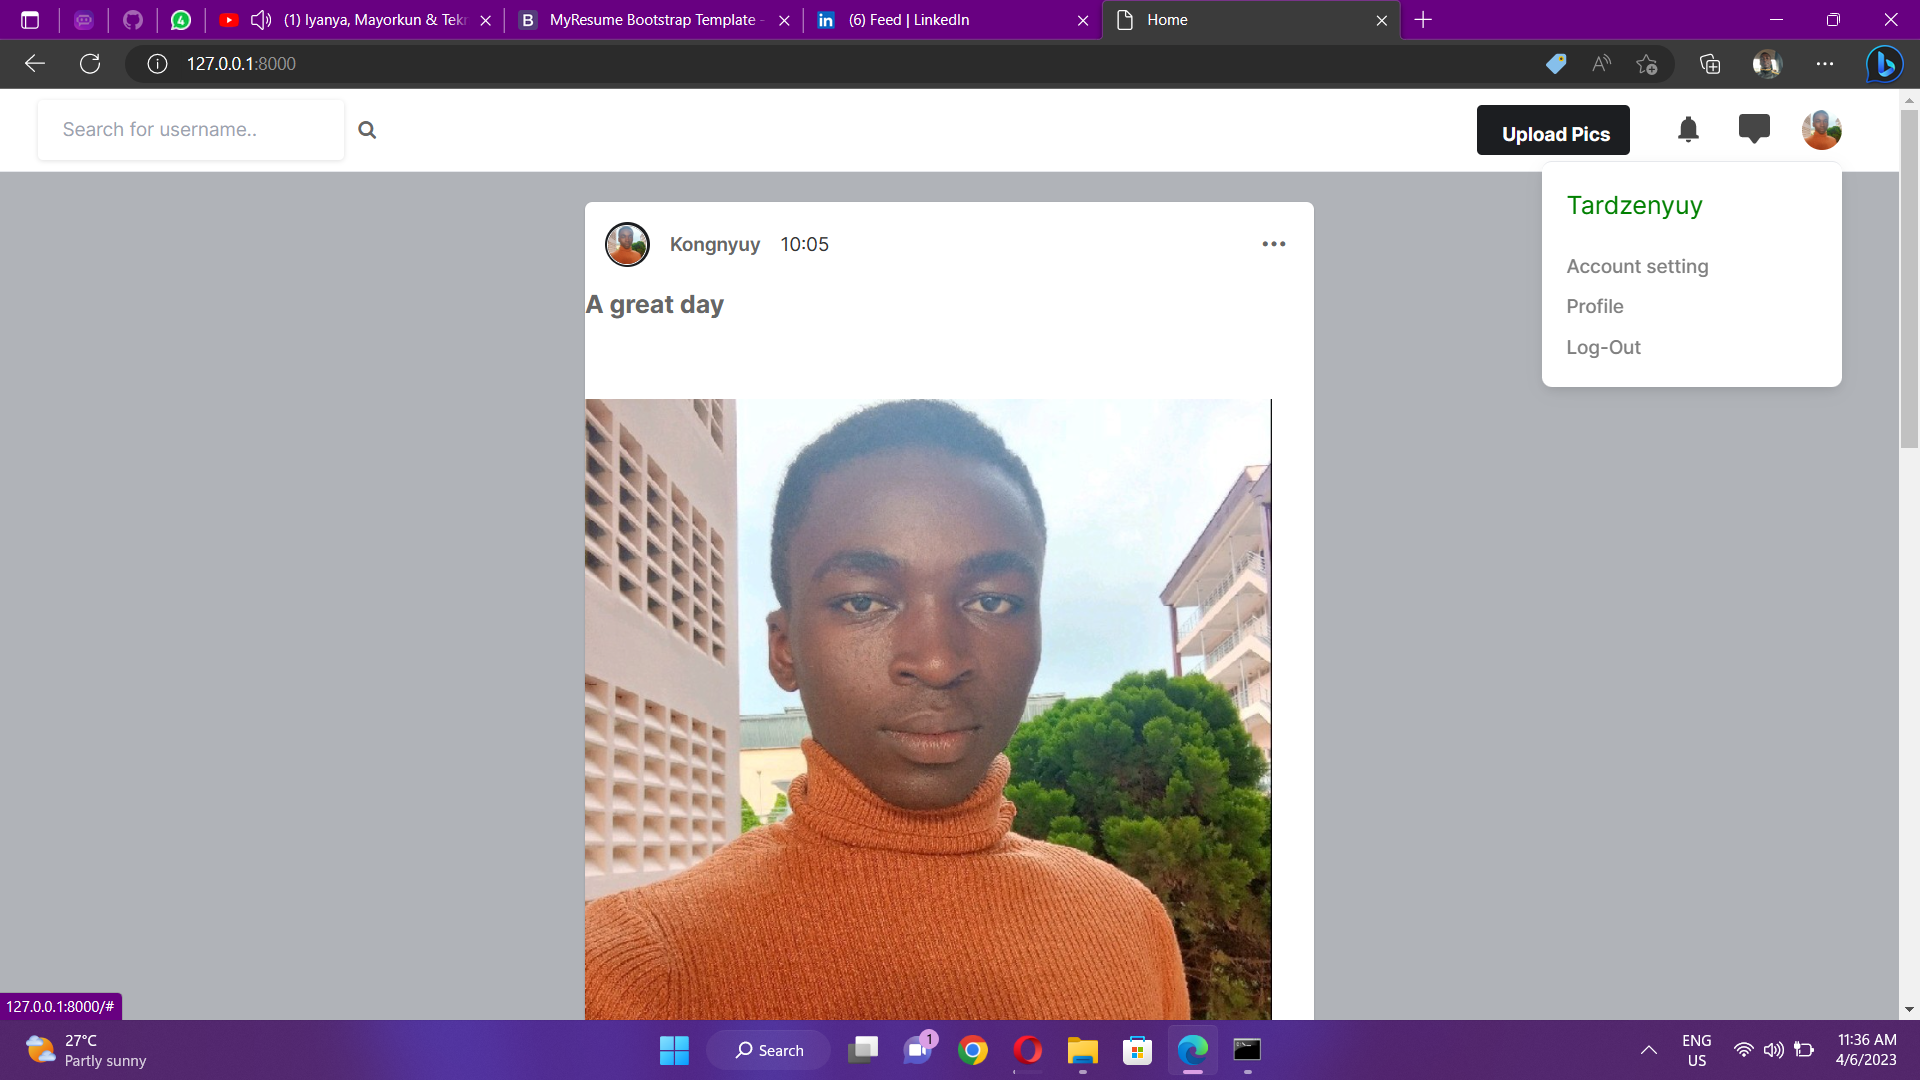 (1) Iyanya, Mayorkun & Tekn
MyResume Bootstrap Template -
(6) Feed | LinkedIn
Home
127.0.0.1:8000
Search for username..
Upload Pics
Tardzenyuy
Account setting
Profile
Log-Out
Kongnyuy 10:05
A great day
127.0.0.1:8000/#
27°C
Partly sunny
Search
1
ENG
US
11:36 AM
4/6/2023